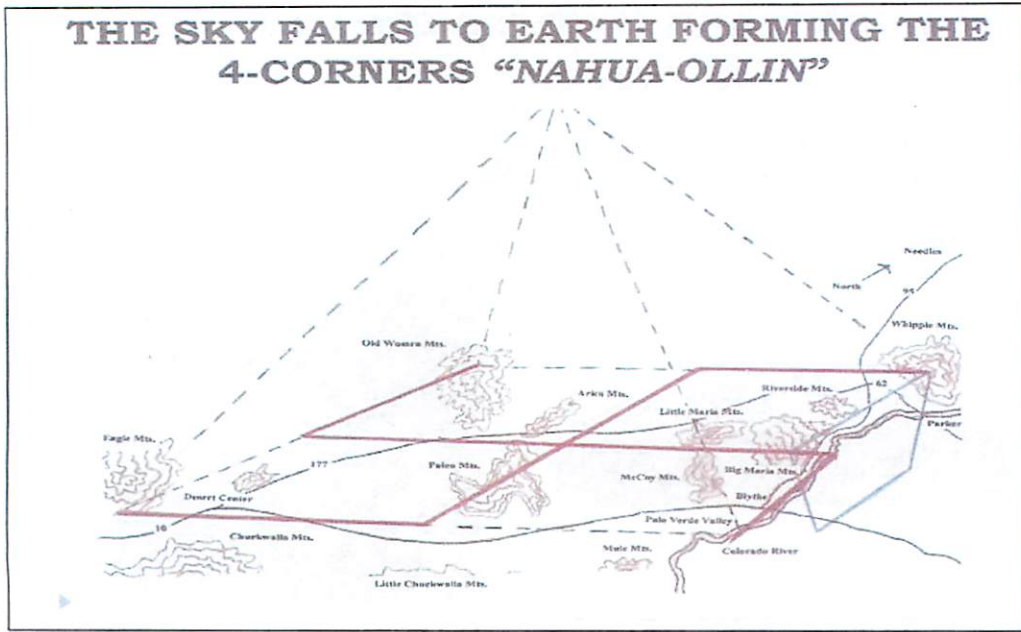 THE SKY FALLS TO EARTH FORMING THE
4-CORNERS “NAHUA-OLLIN”
Needles
North
95
Whipple Mts.
Old Woman Mts.
62
Riverside Mts.
Arica Mts.
Little Maria Mts.
Parker
Eagle Mts.
177
Palen Mts.
Big Maria Mts.
McCoy Mts.
Desert Center
Blythe
10
Palo Verde Valley
Chuckwalla Mts.
Colorado River
Mule Mts.
Little Chuckwalla Mts.